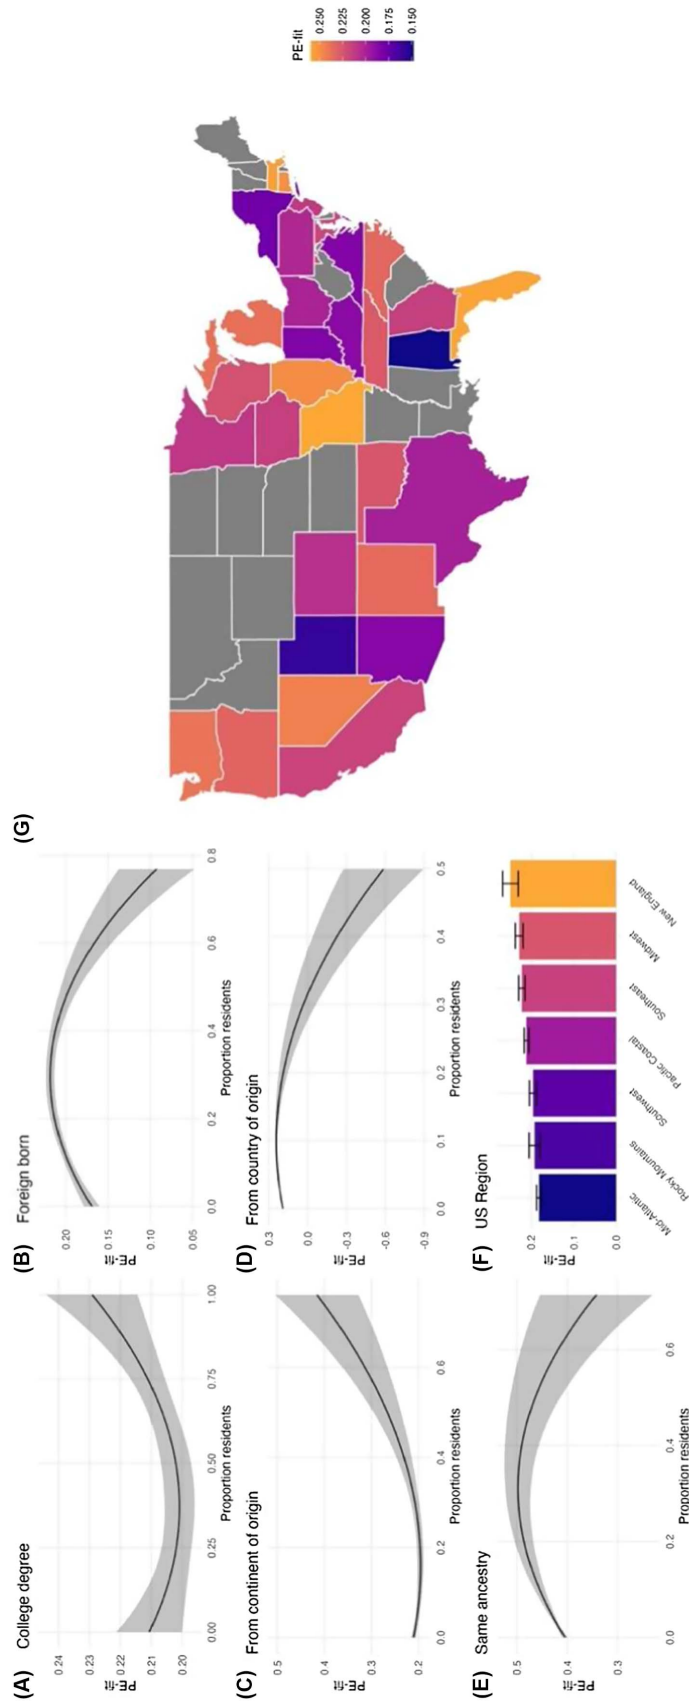 (A)
College degree
0.24
0.23
0.22
0.21
0.20
PE-fit
0.00
0.25
0.50
0.75
1.00
Proportion residents
(B)
Foreign born
0.20
0.15
0.10
0.05
PE-fit
0.0
0.2
0.4
0.6
0.8
Proportion residents
(C)
From continent of origin
0.5
0.4
0.3
0.2
PE-fit
0.0
0.2
0.4
0.6
Proportion residents
(D)
From country of origin
0.3
0.0
-0.3
-0.6
-0.9
PE-fit
0.0
0.1
0.2
0.3
0.4
0.5
Proportion residents
(E)
Same ancestry
0.5
0.4
0.3
PE-fit
0.0
0.2
0.4
0.6
Proportion residents
(F)
US Region
0.2
0.1
0.0
PE-fit
Mid-Atlantic
Rocky Mountains
Southwest
Pacific Coastal
Southeast
Midwest
New England
(G)
PE-fit
0.250
0.225
0.200
0.175
0.150